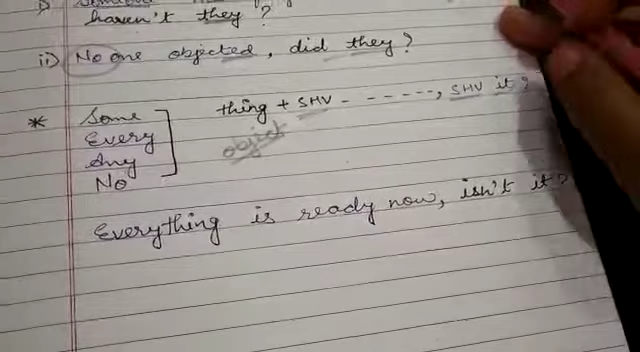 haven't they?
ii) No one objected, did they?
* Some thing + SHV - - - - - -, SHV it?
Every
object
Any
No
Everything is ready now, isn't it?